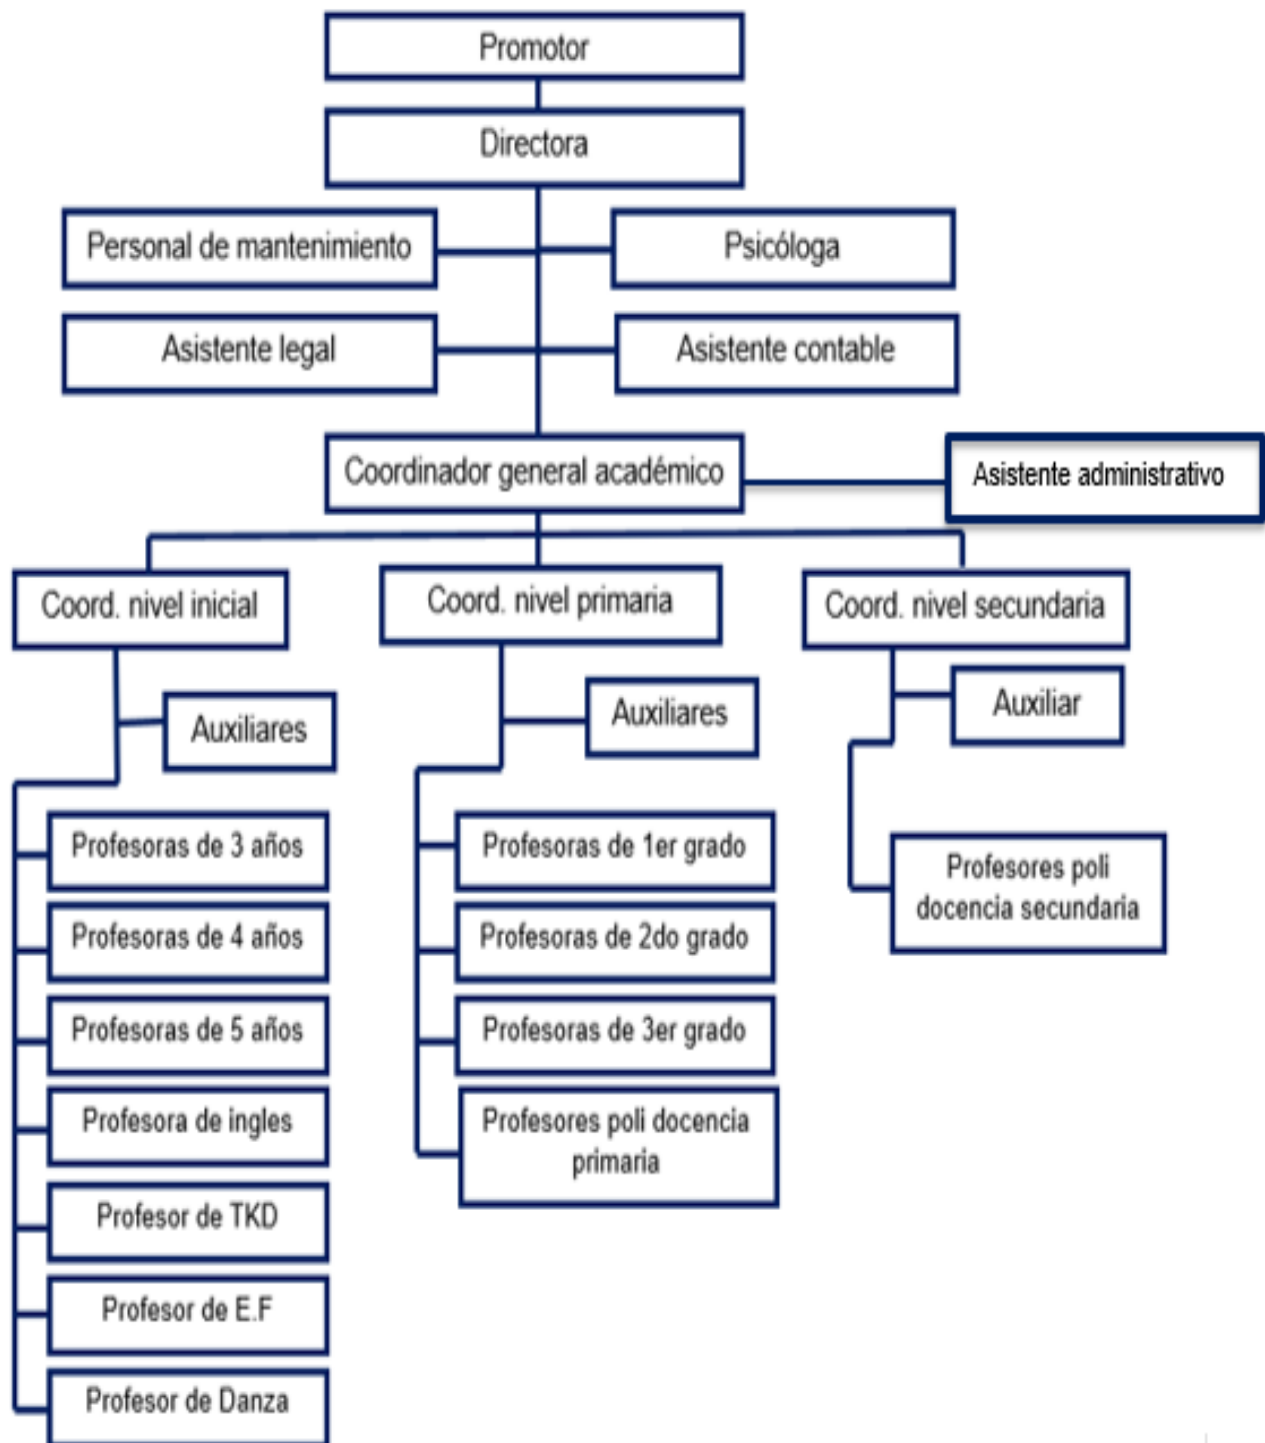 Promotor
Directora
Personal de mantenimiento
Psicóloga
Asistente legal
Asistente contable
Coordinador general académico
Asistente administrativo
Coord. nivel inicial
Coord. nivel primaria
Coord. nivel secundaria
Auxiliares
Auxiliares
Auxiliar
Profesoras de 3 años
Profesoras de 4 años
Profesoras de 5 años
Profesora de ingles
Profesor de TKD
Profesor de E.F
Profesor de Danza
Profesoras de 1er grado
Profesoras de 2do grado
Profesoras de 3er grado
Profesores poli docencia
primaria
Profesores poli
docencia secundaria